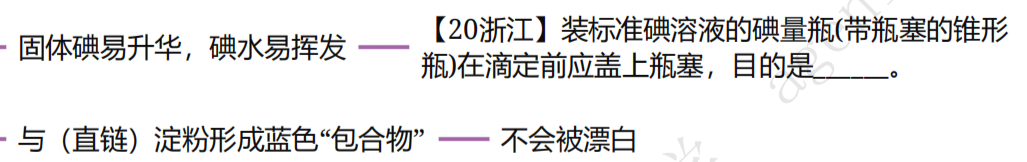 固体碘易升华，碘水易挥发
【20浙江】装标准碘溶液的碘量瓶(带瓶塞的锥形
瓶)在滴定前应盖上瓶塞，目的是______。
与（直链）淀粉形成蓝色“包合物”
不会被漂白